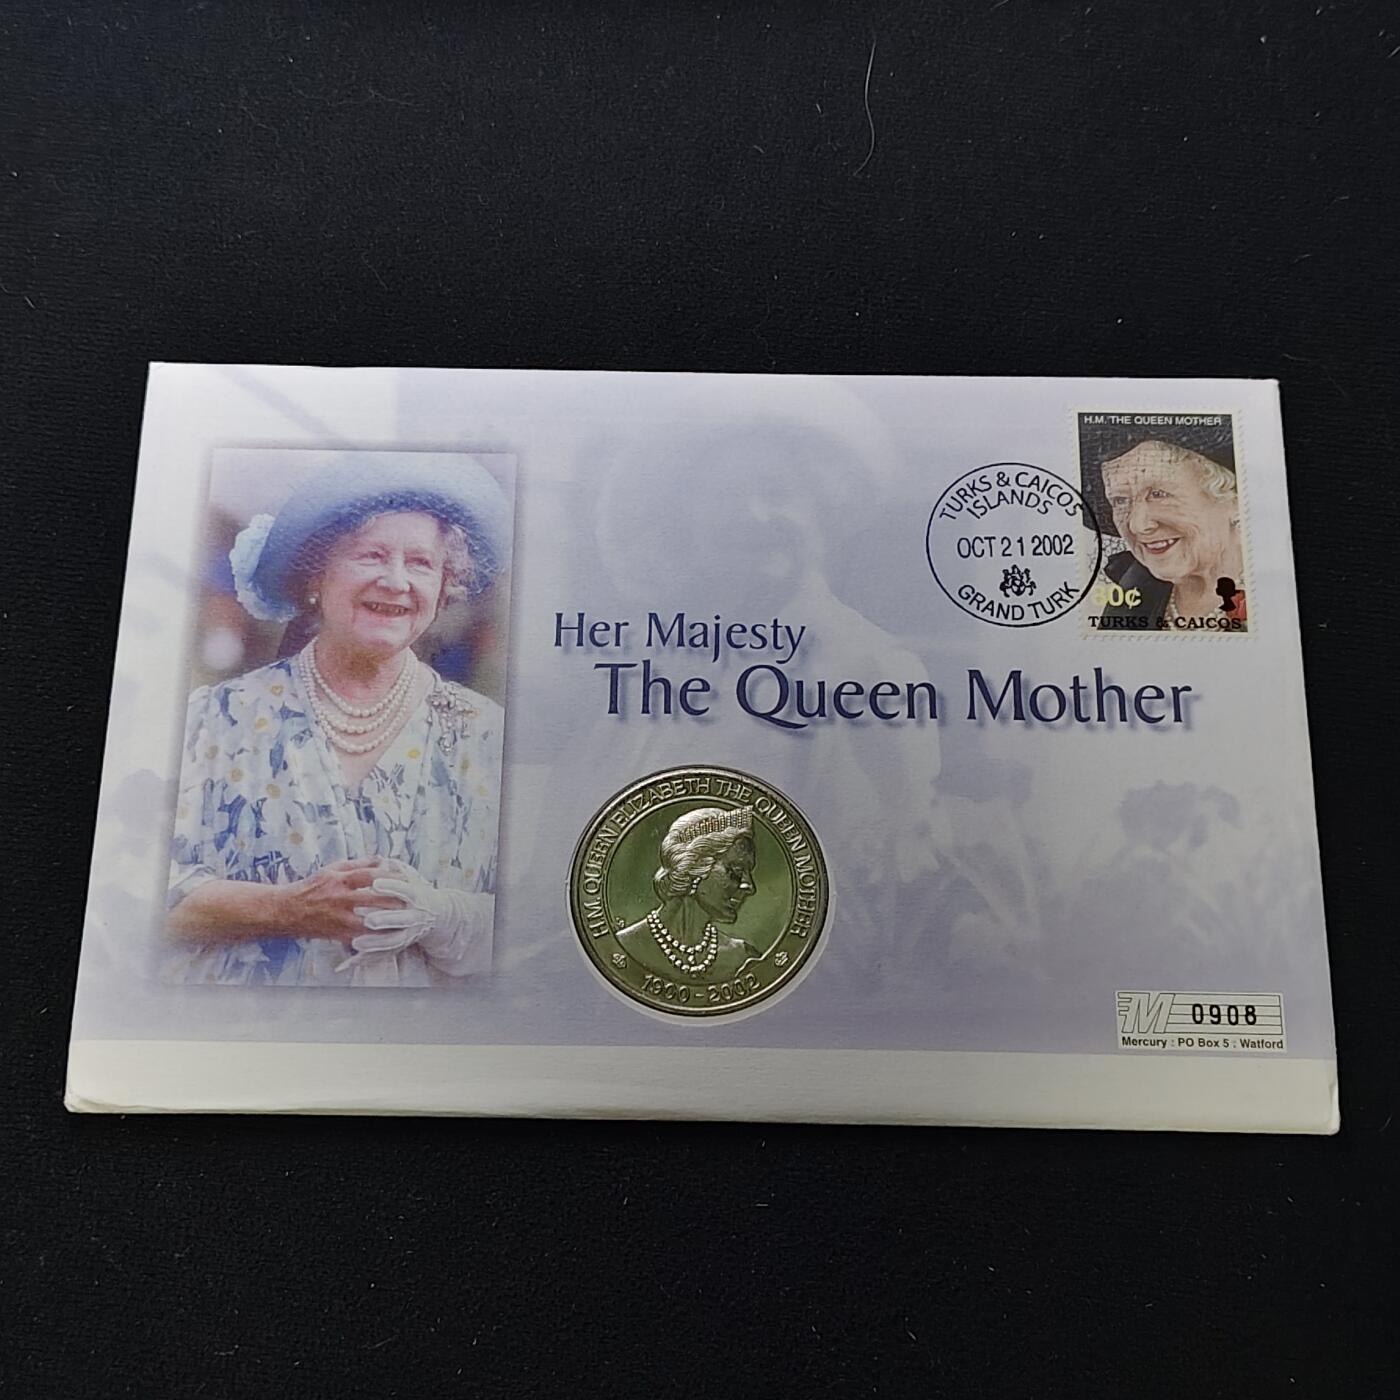 H.M. THE QUEEN MOTHER
TURKS & CAICOS
ISLANDS
OCT 21 2002
GRAND TURK
TURKS & CAICOS
Her Majesty
The Queen Mother
H.M. QUEEN ELIZABETH THE QUEEN MOTHER
1900-2002
M 0908
Mercury : PO Box 5 : Watford